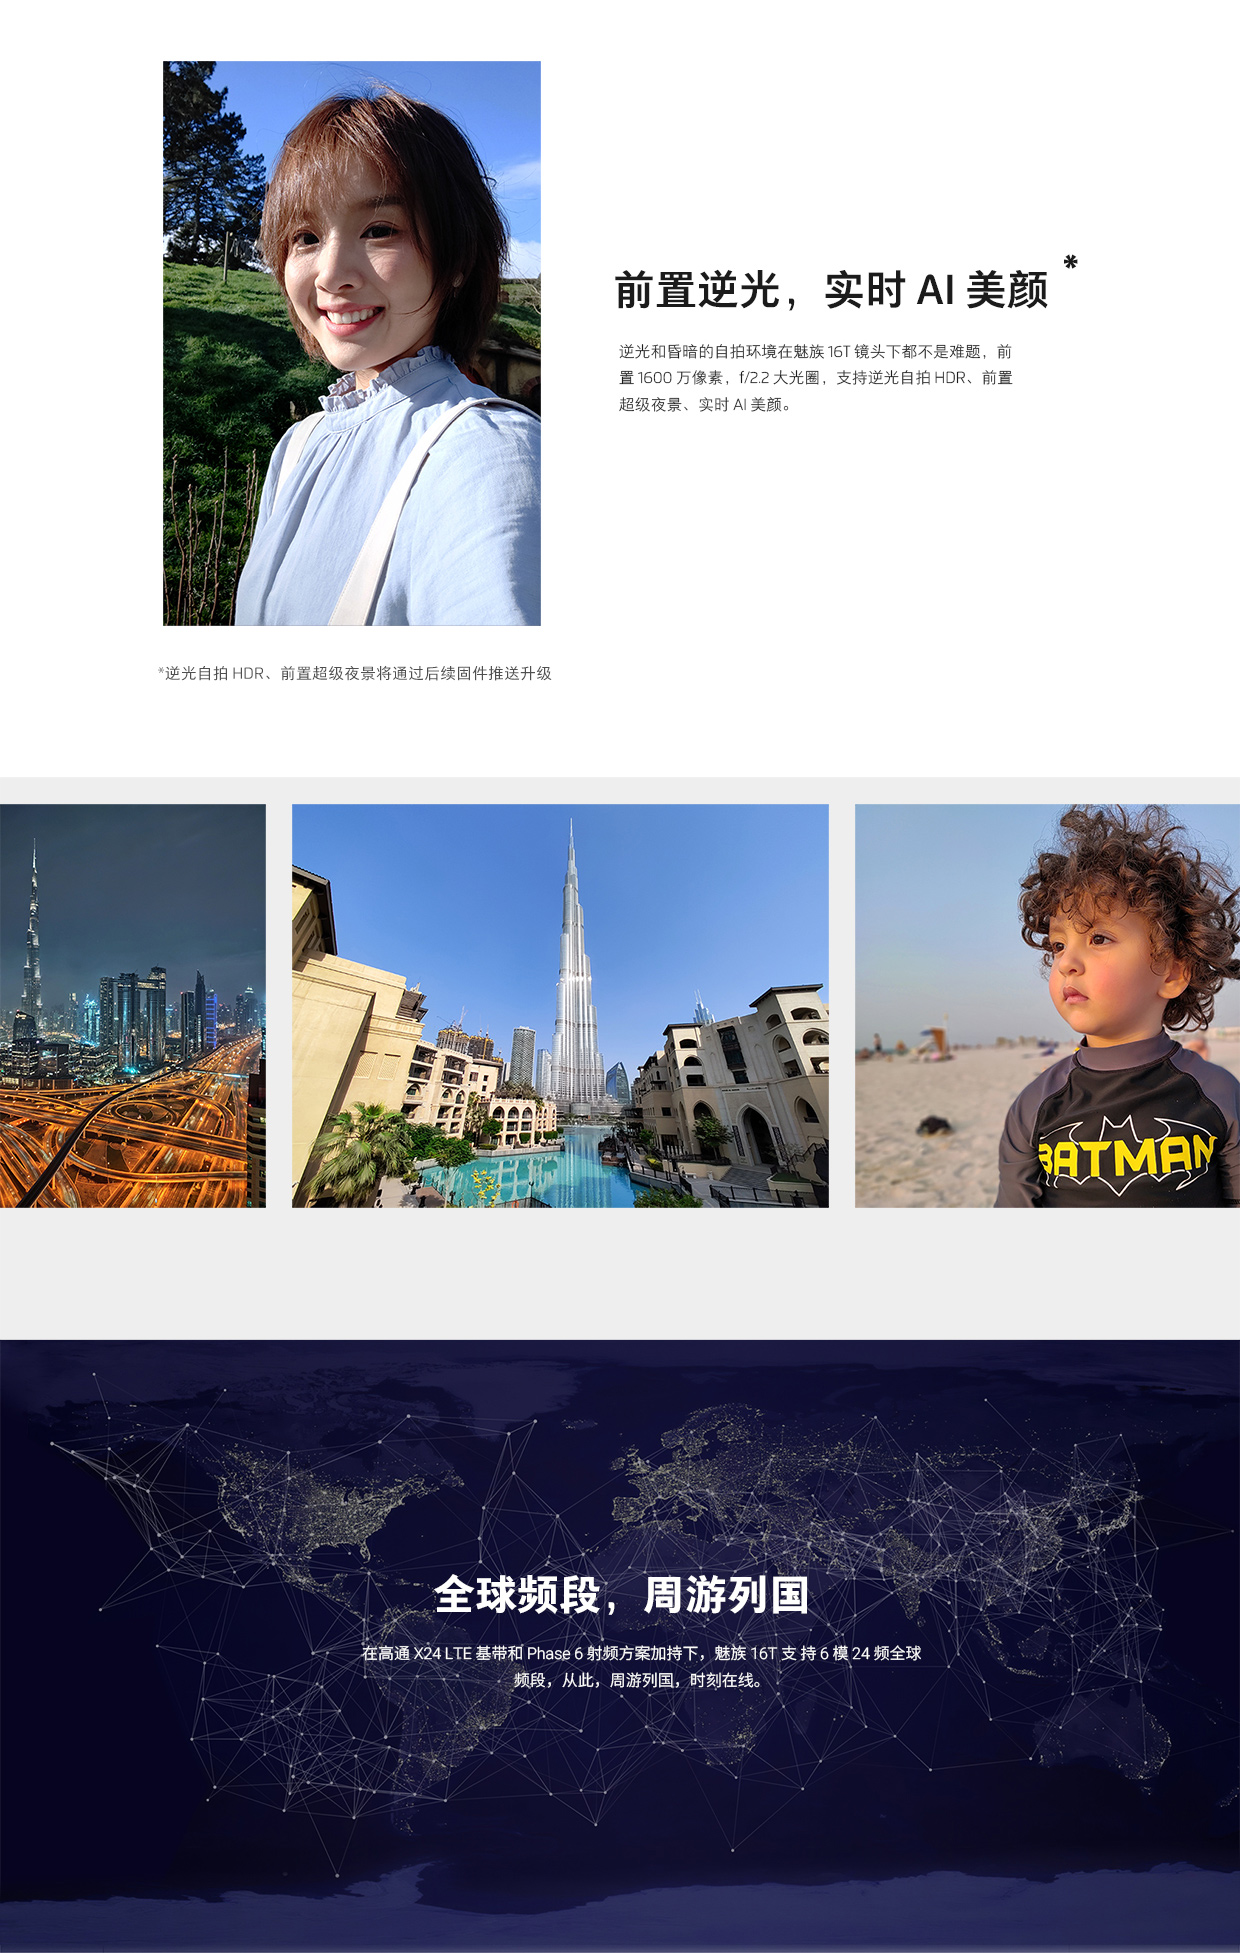 前置逆光，实时 AI 美颜 *
逆光和昏暗的自拍环境在魅族 16T 镜头下都不是难题，前
置 1600 万像素，f/2.2 大光圈，支持逆光自拍 HDR、前置
超级夜景、实时 AI 美颜。
*逆光自拍 HDR、前置超级夜景将通过后续固件推送升级
BATMAN
全球频段，周游列国
在高通 X24 LTE 基带和 Phase 6 射频方案加持下，魅族 16T 支 持 6 模 24 频全球
频段，从此，周游列国，时刻在线。